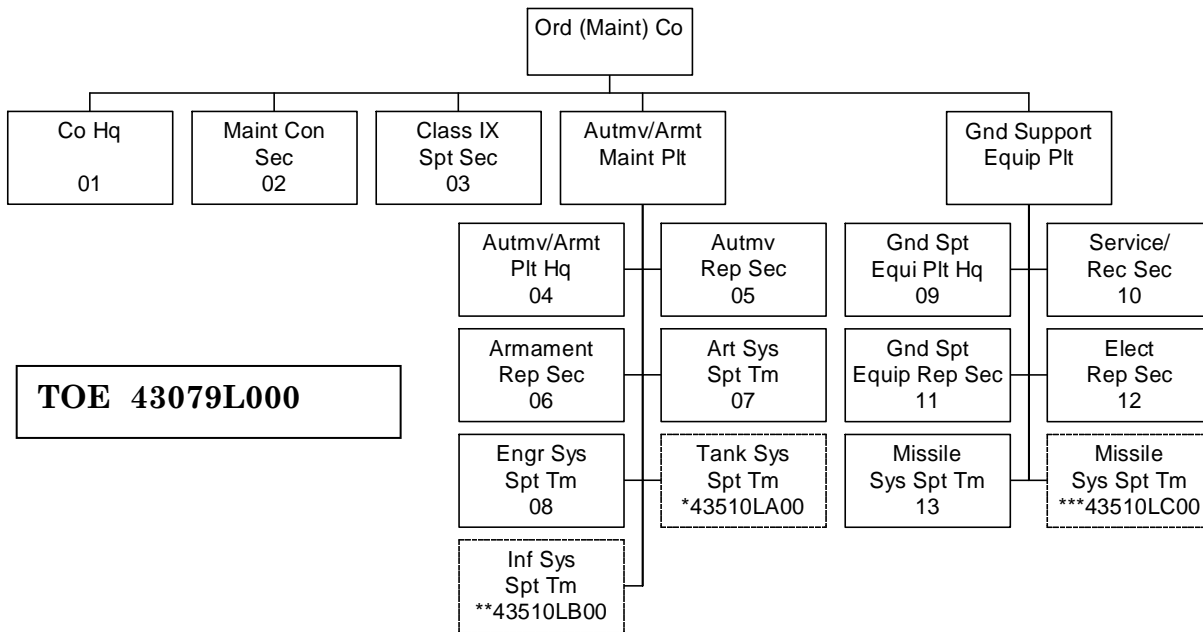 Ord (Maint) Co
Co Hq
01
Maint Con
Sec
02
Class IX
Spt Sec
03
Autmv/Armt
Maint Plt
Gnd Support
Equip Plt
Autmv/Armt
Plt Hq
04
Autmv
Rep Sec
05
Gnd Spt
Equi Plt Hq
09
Service/
Rec Sec
10
Armament
Rep Sec
06
Art Sys
Spt Tm
07
Gnd Spt
Equip Rep Sec
11
Elect
Rep Sec
12
TOE 43079L000
Engr Sys
Spt Tm
08
Tank Sys
Spt Tm
*43510LA00
Missile
Sys Spt Tm
13
Missile
Sys Spt Tm
***43510LC00
Inf Sys
Spt Tm
**43510LB00